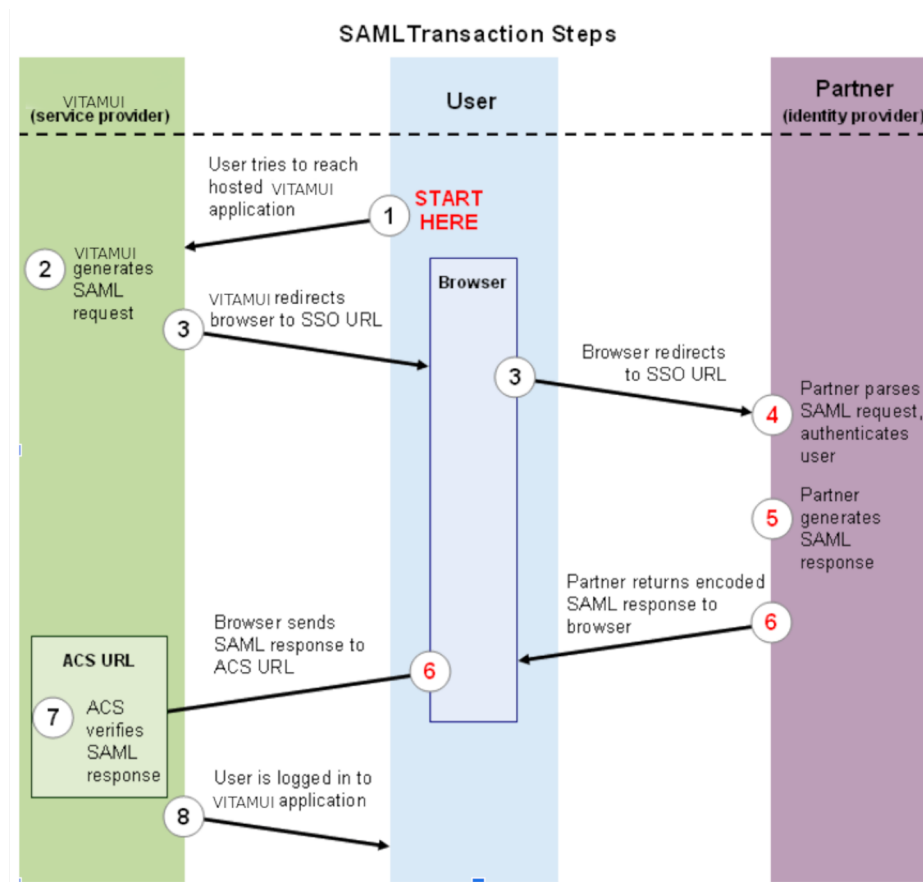 SAML Transaction Steps
VITAMUI
(service provider)
User
Partner
(identity provider)
User tries to reach
hosted VITAMUI
application
1
START
HERE
2
VITAMUI
generates
SAML
request
Browser
3
VITAMUI redirects
browser to SSO URL
3
Browser redirects
to SSO URL
4
Partner parses
SAML request,
authenticates
user
5
Partner
generates
SAML
response
Partner returns encoded
SAML response to
browser
6
Browser sends
SAML response to
ACS URL
6
ACS URL
7
ACS
verifies
SAML
response
User is logged in to
VITAMUI application
8